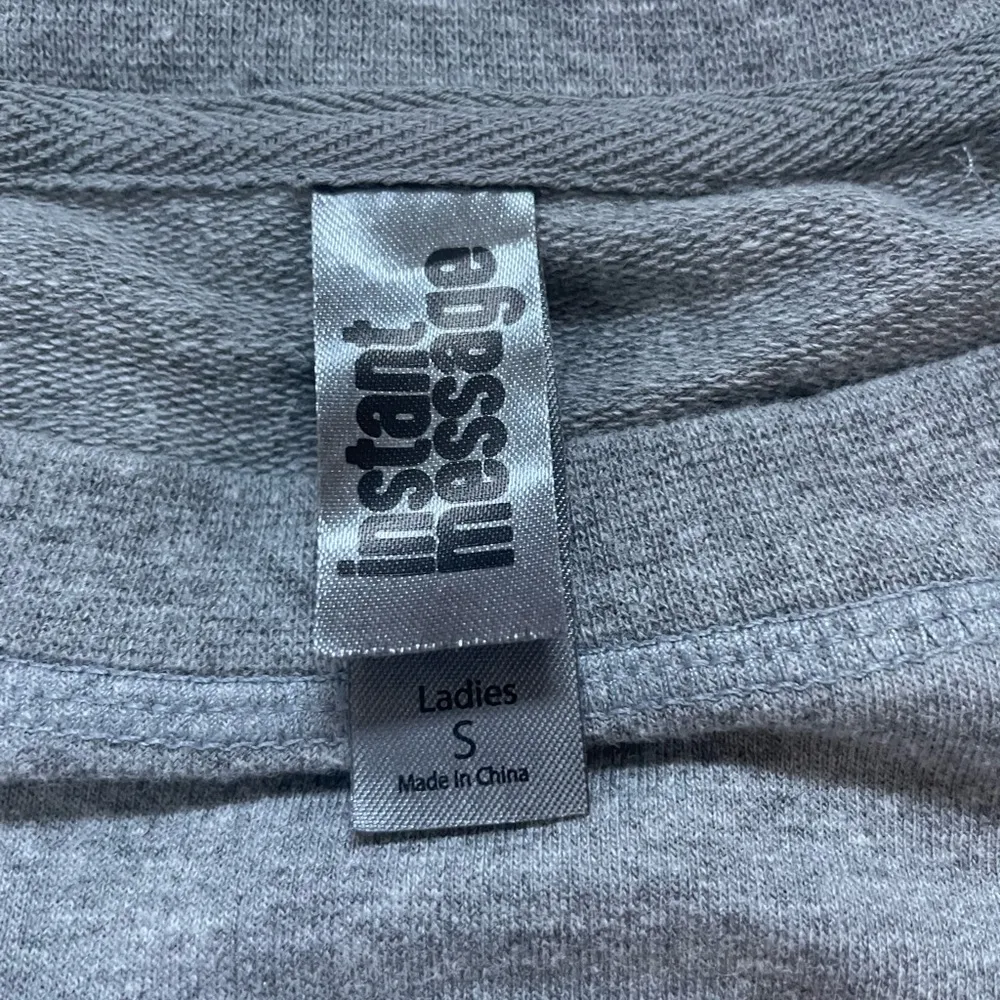 instant
message
Ladies
S
Made In China